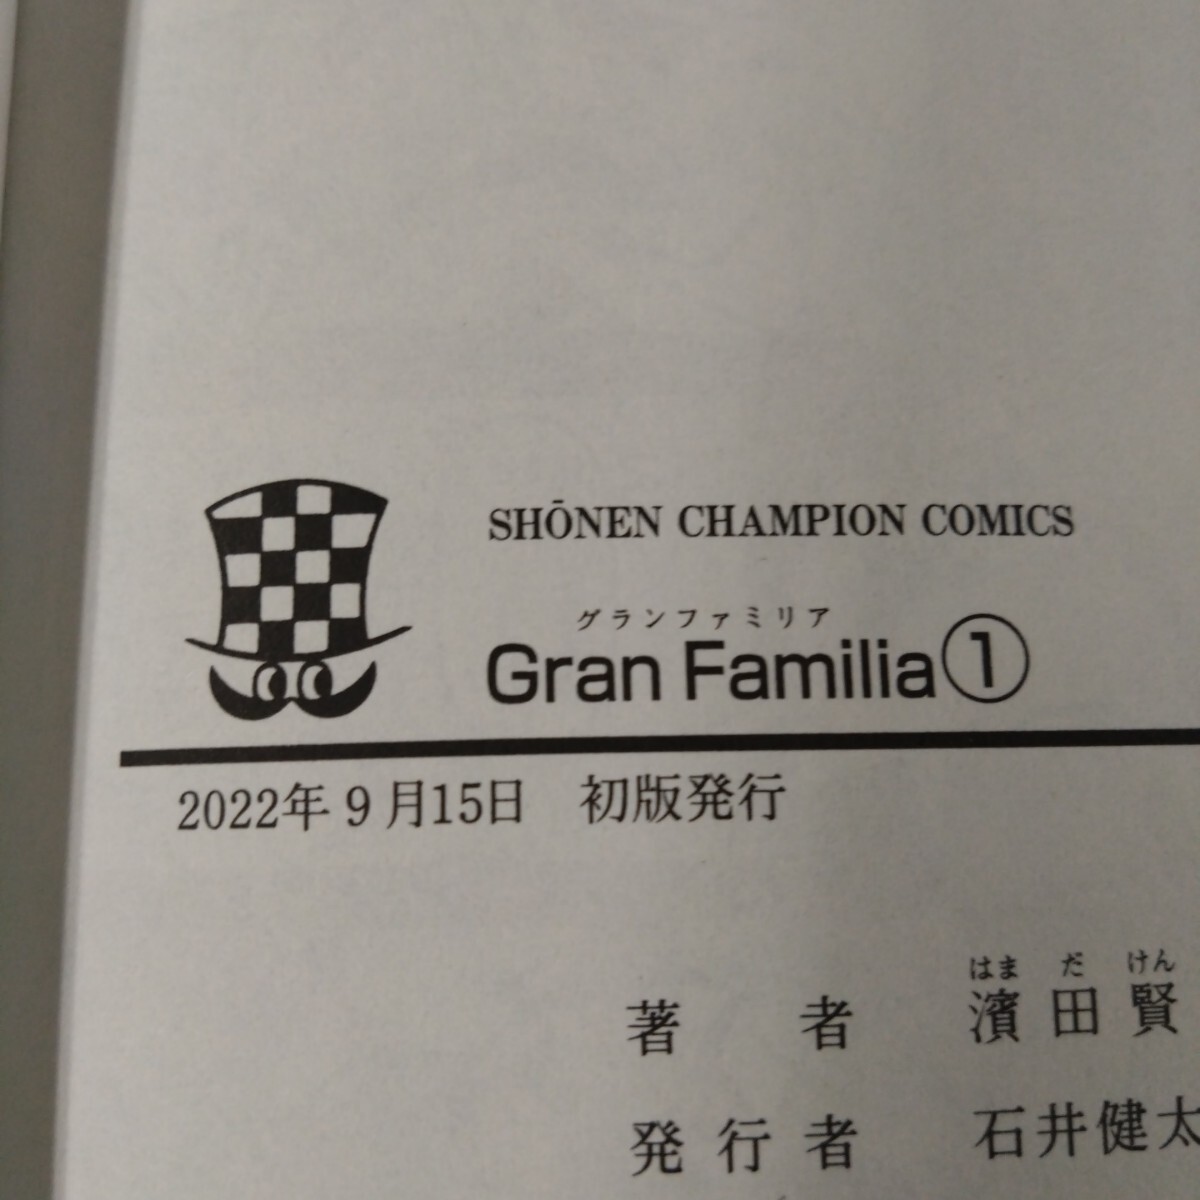 SHŌNEN CHAMPION COMICS
グランファミリア
Gran Familia①
2022年9月15日 初版発行
はまだけん
著者 濱田賢
発行者 石井健太